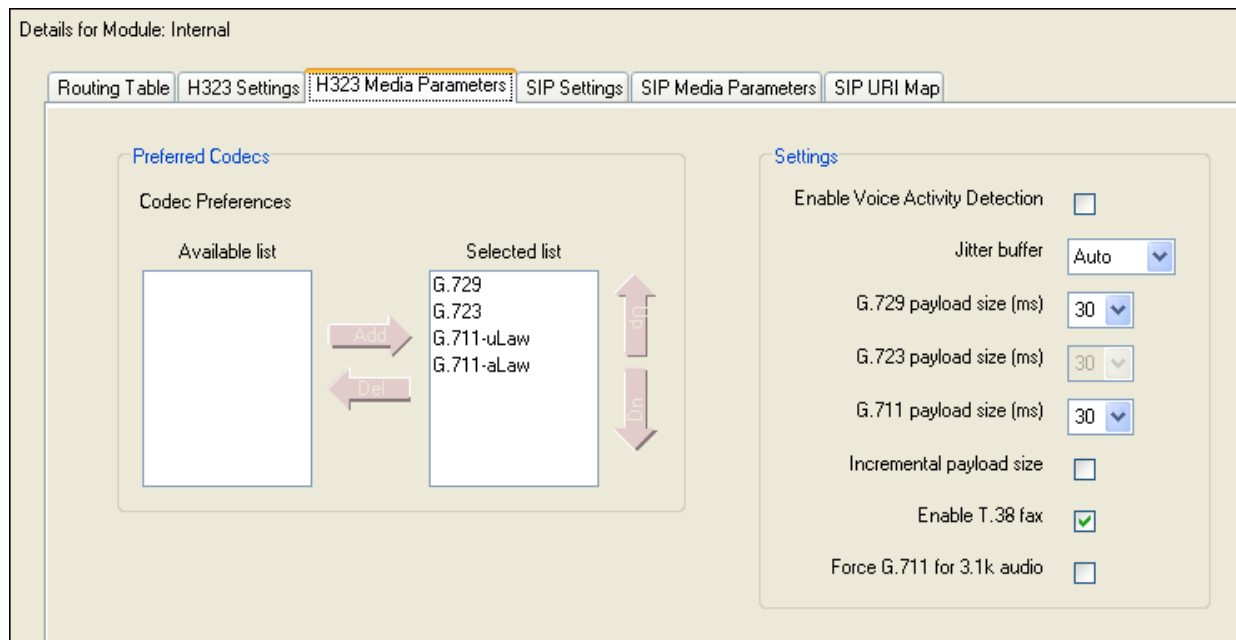 Details for Module: Internal
Routing Table H323 Settings H323 Media Parameters SIP Settings SIP Media Parameters SIP URI Map
Preferred Codecs
Codec Preferences
Available list Selected list
G.729
G.723
G.711-uLaw
G.711-aLaw
Add
Del
Up
Dn
Settings
Enable Voice Activity Detection
Jitter buffer Auto
G.729 payload size (ms) 30
G.723 payload size (ms) 30
G.711 payload size (ms) 30
Incremental payload size
Enable T.38 fax
Force G.711 for 3.1k audio